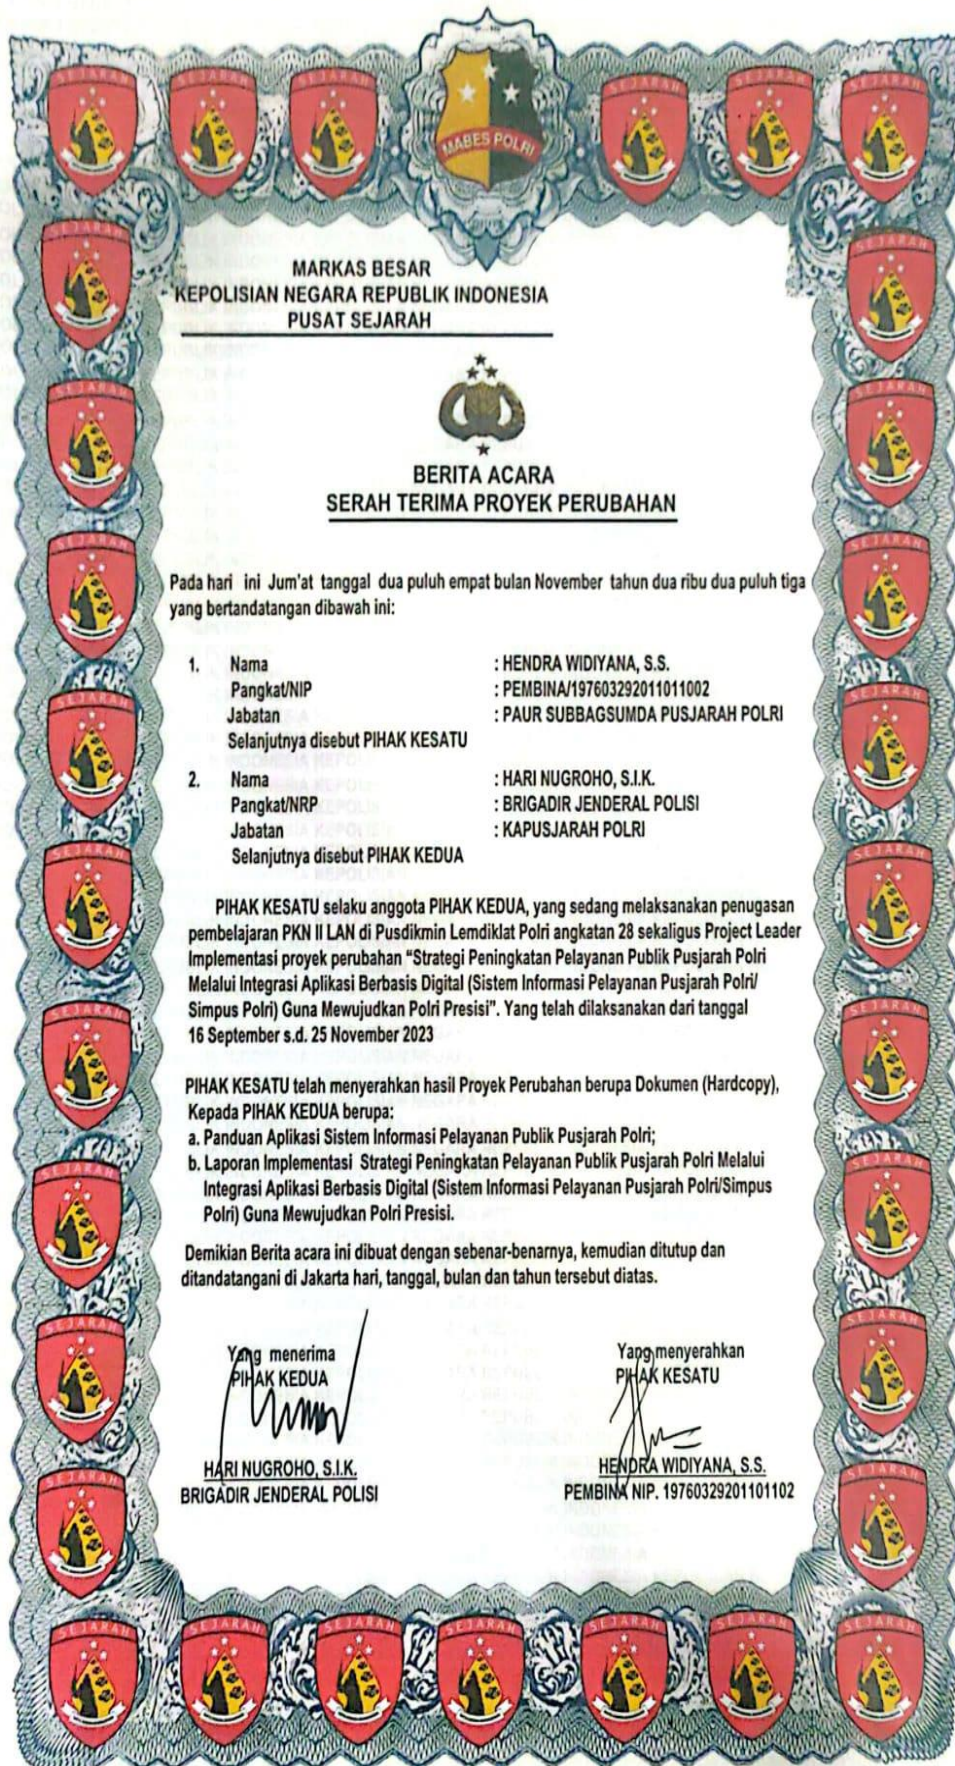 MABES POLRI
MARKAS BESAR
KEPOLISIAN NEGARA REPUBLIK INDONESIA
PUSAT SEJARAH
BERITA ACARA
SERAH TERIMA PROYEK PERUBAHAN
Pada hari ini Jum'at tanggal dua puluh empat bulan November tahun dua ribu dua puluh tiga
yang bertandatangan dibawah ini:
1. Nama : HENDRA WIDIYANA, S.S.
Pangkat/NIP : PEMBINA/197603292011011002
Jabatan : PAUR SUBBAGSUMDA PUSJARAH POLRI
Selanjutnya disebut PIHAK KESATU
2. Nama : HARI NUGROHO, S.I.K.
Pangkat/NRP : BRIGADIR JENDERAL POLISI
Jabatan : KAPUSJARAH POLRI
Selanjutnya disebut PIHAK KEDUA
PIHAK KESATU selaku anggota PIHAK KEDUA, yang sedang melaksanakan penugasan
pembelajaran PKN II LAN di Pusdikmin Lemdiklat Polri angkatan 28 sekaligus Project Leader
Implementasi proyek perubahan “Strategi Peningkatan Pelayanan Publik Pusjarah Polri
Melalui Integrasi Aplikasi Berbasis Digital (Sistem Informasi Pelayanan Pusjarah Polri/
Simpus Polri) Guna Mewujudkan Polri Presisi”. Yang telah dilaksanakan dari tanggal
16 September s.d. 25 November 2023
PIHAK KESATU telah menyerahkan hasil Proyek Perubahan berupa Dokumen (Hardcopy),
Kepada PIHAK KEDUA berupa:
a. Panduan Aplikasi Sistem Informasi Pelayanan Publik Pusjarah Polri;
b. Laporan Implementasi Strategi Peningkatan Pelayanan Publik Pusjarah Polri Melalui
Integrasi Aplikasi Berbasis Digital (Sistem Informasi Pelayanan Pusjarah Polri/Simpus
Polri) Guna Mewujudkan Polri Presisi.
Demikian Berita acara ini dibuat dengan sebenar-benarnya, kemudian ditutup dan
ditandatangani di Jakarta hari, tanggal, bulan dan tahun tersebut diatas.
Yang menerima
PIHAK KEDUA
HARI NUGROHO, S.I.K.
BRIGADIR JENDERAL POLISI
Yang menyerahkan
PIHAK KESATU
HENDRA WIDIYANA, S.S.
PEMBINA NIP. 19760329201101102
SEJARAH